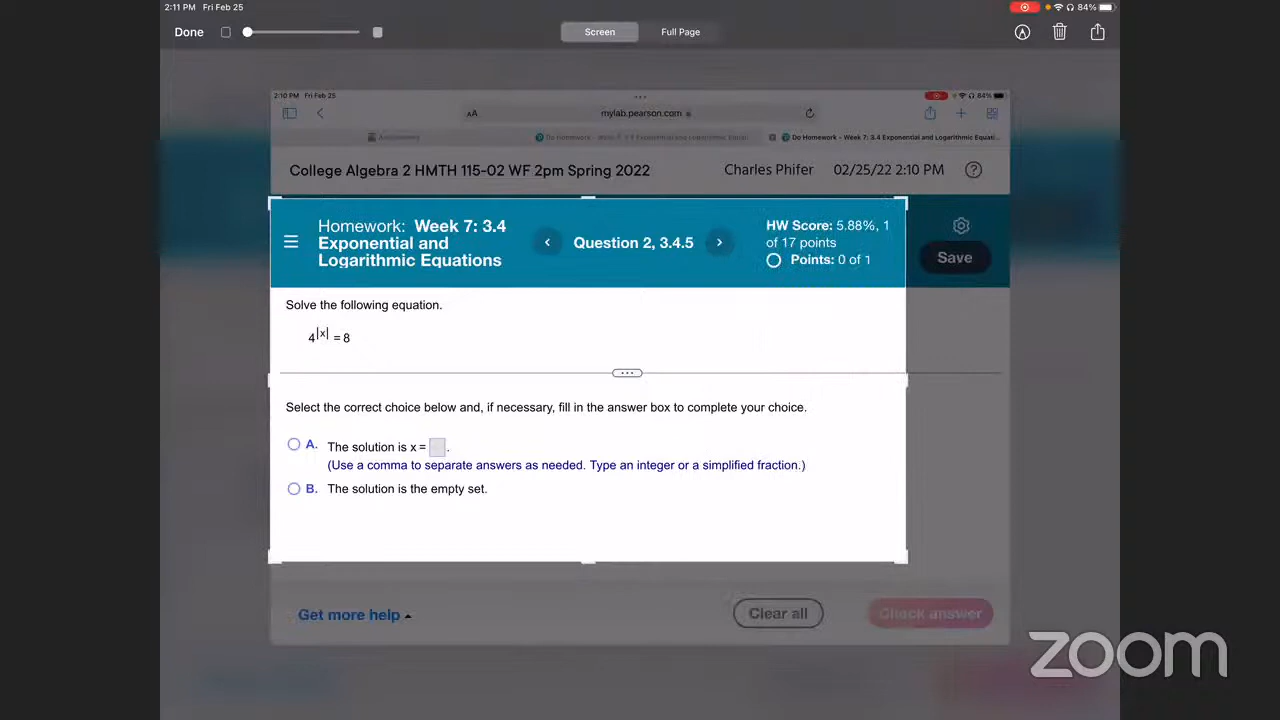 2:11 PM Fri Feb 25
84%
Done
Screen
Full Page
2:10 PM Fri Feb 25
84%
AA
mylab.pearson.com
Do Homework - Week 7: 3.4 Exponential and Logarithmic Equati...
College Algebra 2 HMTH 115-02 WF 2pm Spring 2022
Charles Phifer
02/25/22 2:10 PM
?
Homework: Week 7: 3.4
Exponential and
Logarithmic Equations
Question 2, 3.4.5
HW Score: 5.88%, 1
of 17 points
Points: 0 of 1
Save
Solve the following equation.
4^|x| = 8
Select the correct choice below and, if necessary, fill in the answer box to complete your choice.
A. The solution is x = .
(Use a comma to separate answers as needed. Type an integer or a simplified fraction.)
B. The solution is the empty set.
Get more help
Clear all
Check answer
zoom